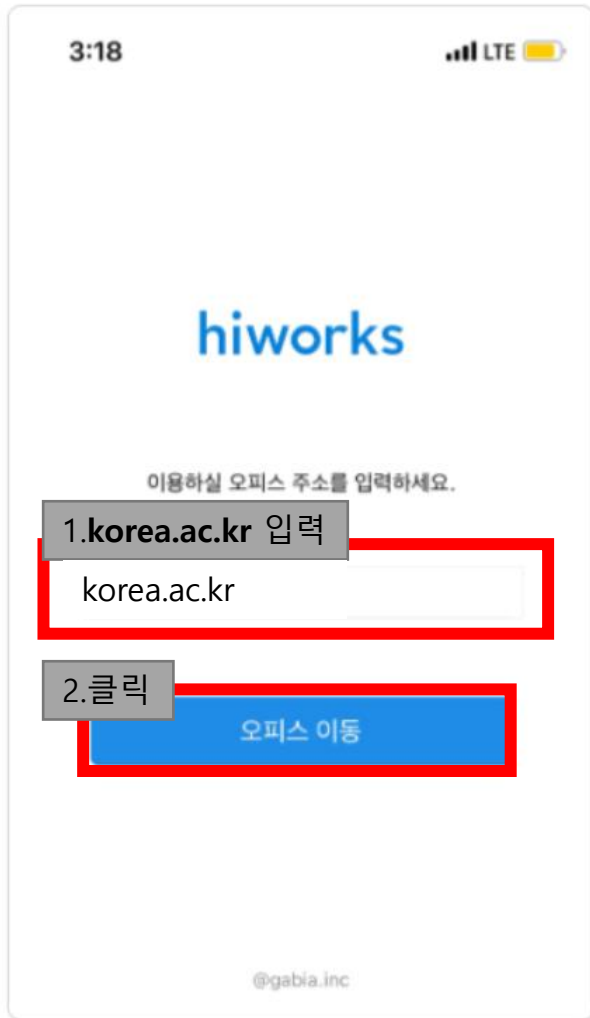 3:18 LTE
hiworks
이용하실 오피스 주소를 입력하세요.
1.korea.ac.kr 입력
korea.ac.kr
2.클릭
오피스 이동
@gabia.inc